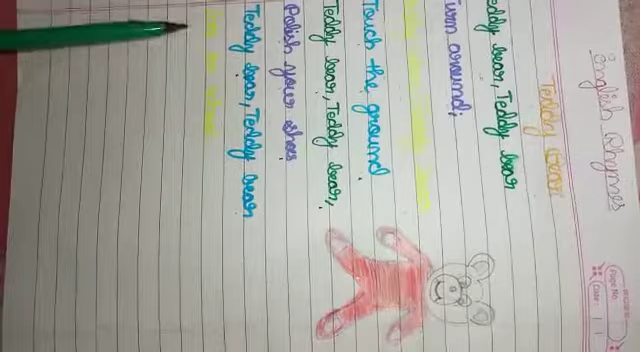 English Rhymes
Page No.
Date:
Teddy Bear
eddy bear, Teddy bear
Turn around;
Touch the ground
Teddy bear, Teddy bear,
Polish your shoes
Teddy bear, Teddy bear